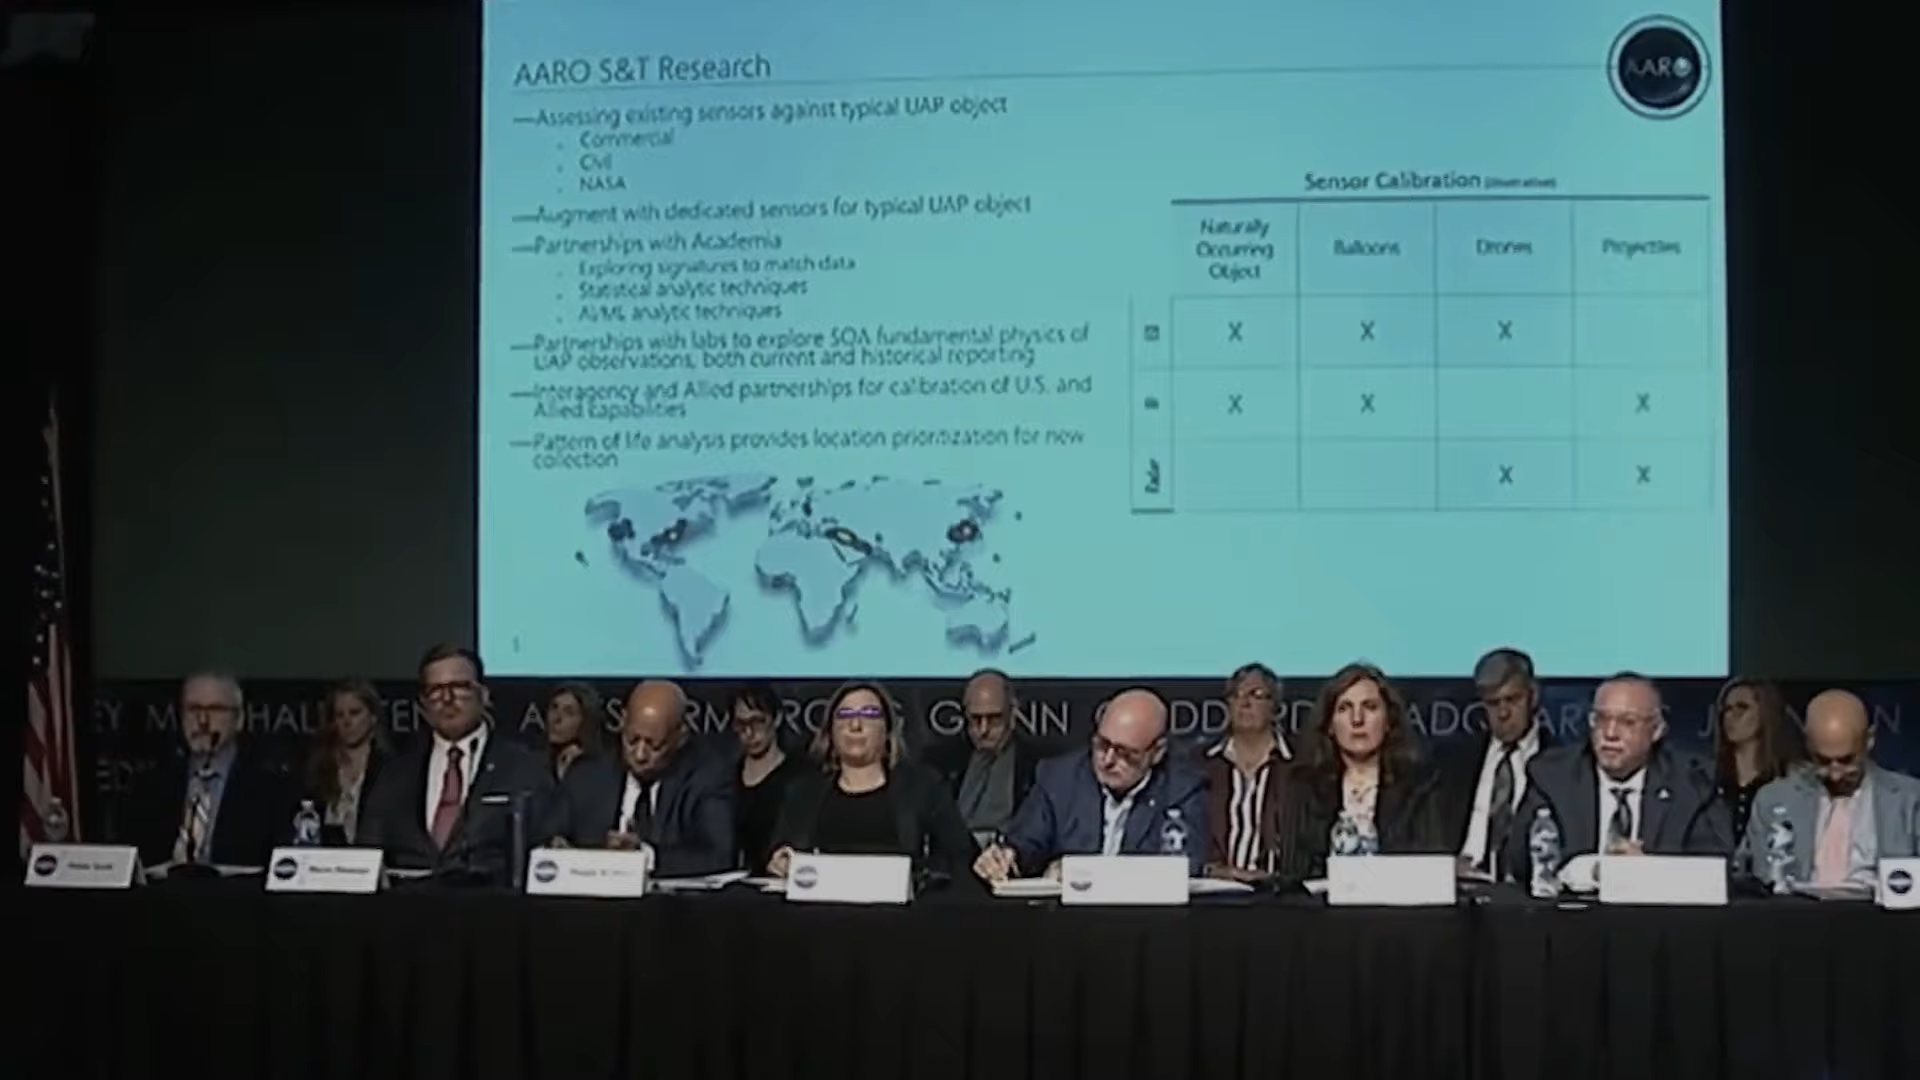 AARO S&T Research
AARO
—Assessing existing sensors against typical UAP object
. Commercial
. Civil
. NASA
—Augment with dedicated sensors for typical UAP object
—Partnerships with Academia
. Exploring signatures to match data
. Statistical analytic techniques
. AI/ML analytic techniques
—Partnerships with labs to explore SOA fundamental physics of
UAP observations, both current and historical reporting
—Interagency and Allied partnerships for calibration of U.S. and
Allied capabilities
—Pattern of life analysis provides location prioritization for new
collection
Sensor Calibration
Naturally
Occurring
Object
Balloons
Drones
Projectiles
X X X
X X X
Radar X X